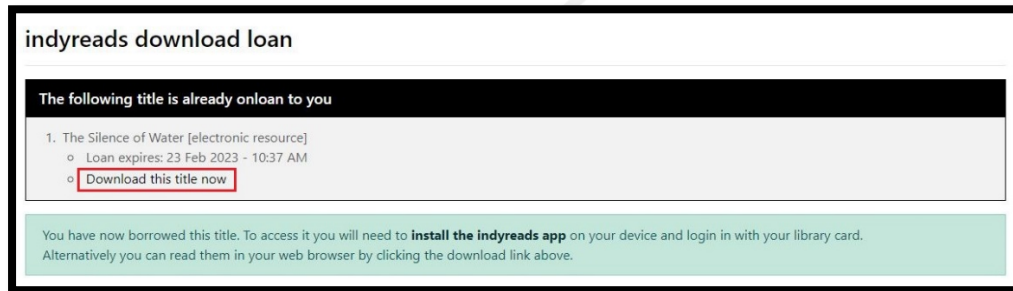 indyreads download loan
The following title is already onloan to you
1. The Silence of Water [electronic resource]
Loan expires: 23 Feb 2023 - 10:37 AM
Download this title now
You have now borrowed this title. To access it you will need to install the indyreads app on your device and login in with your library card.
Alternatively you can read them in your web browser by clicking the download link above.